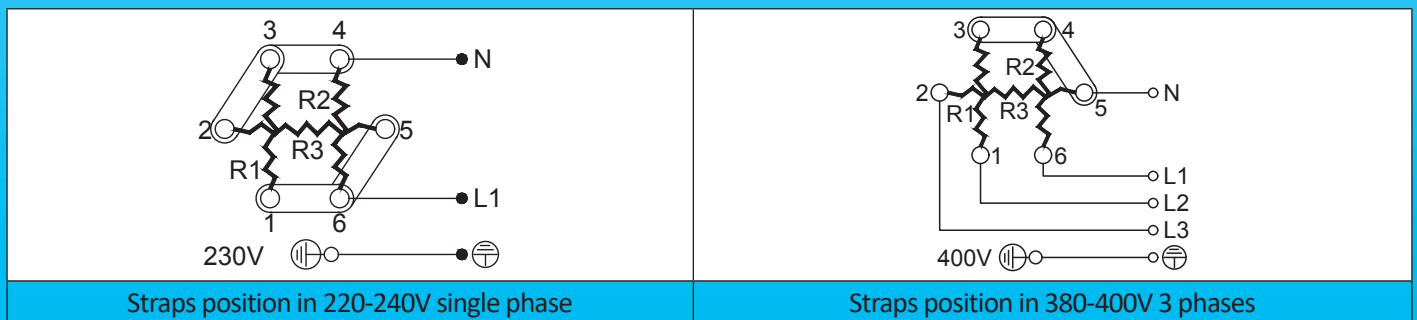 3 4
N
R2
2 5
R3
R1
L1
1 6
230V
Straps position in 220-240V single phase
3 4
R2
2 5 N
R1 R3
1 6
L1
L2
L3
400V
Straps position in 380-400V 3 phases